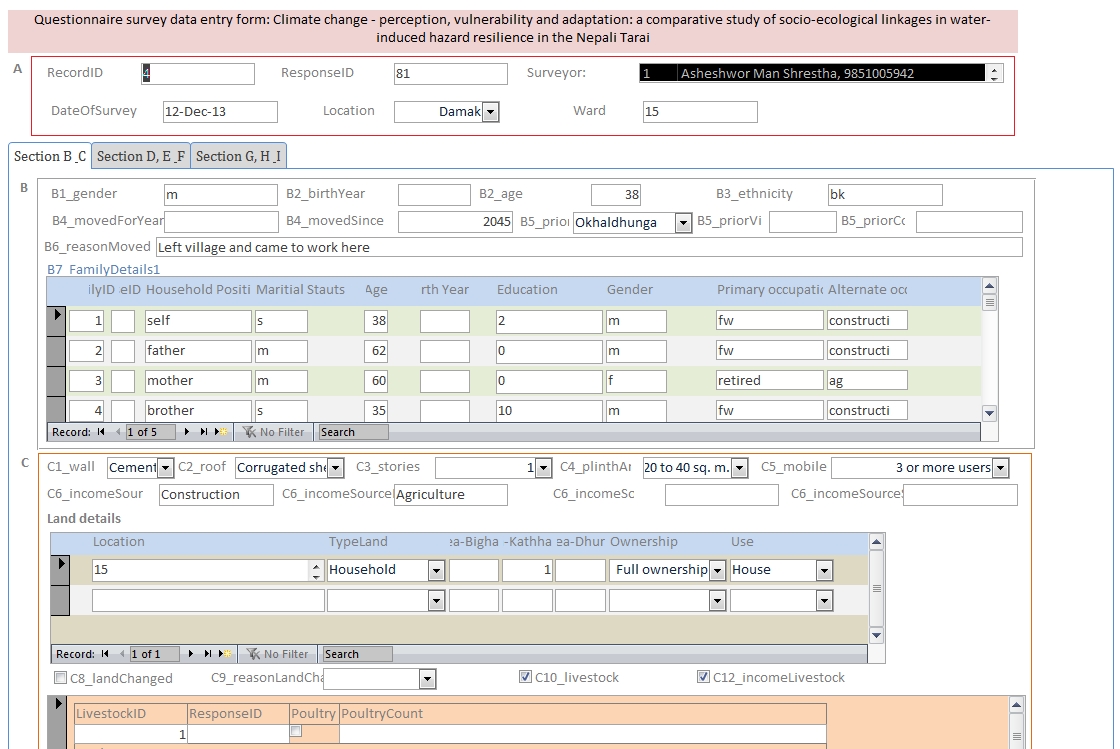 Questionnaire survey data entry form: Climate change - perception, vulnerability and adaptation: a comparative study of socio-ecological linkages in water-
induced hazard resilience in the Nepali Tarai
A RecordID 4 ResponseID 81 Surveyor: 1 Asheshwor Man Shrestha, 9851005942
DateOfSurvey 12-Dec-13 Location Damak Ward 15
Section B_C Section D, E_F Section G, H_I
B B1_gender m B2_birthYear B2_age 38 B3_ethnicity bk
B4_movedForYear B4_movedSince 2045 B5_prio Okhaldhunga B5_priorVi B5_priorCc
B6_reasonMoved Left village and came to work here
B7_FamilyDetails1
ilyID eID Household Positi Maritial Stauts Age rth Year Education Gender Primary occupatic Alternate occ
1 self s 38 2 m fw constructi
2 father m 62 0 m fw constructi
3 mother m 60 0 f retired ag
4 brother s 35 10 m fw constructi
Record: 1 of 5 No Filter Search
C C1_wall Cement C2_roof Corrugated she C3_stories 1 C4_plinthAr 20 to 40 sq. m. C5_mobile 3 or more users
C6_incomeSour Construction C6_incomeSource Agriculture C6_incomeSc C6_incomeSource
Land details
Location TypeLand ea-Bigha -Kathha ea-Dhur Ownership Use
15 Household 1 Full ownership House
Record: 1 of 1 No Filter Search
C8_landChanged C9_reasonLandCha C10_livestock C12_incomeLivestock
LivestockID ResponseID Poultry PoultryCount
1